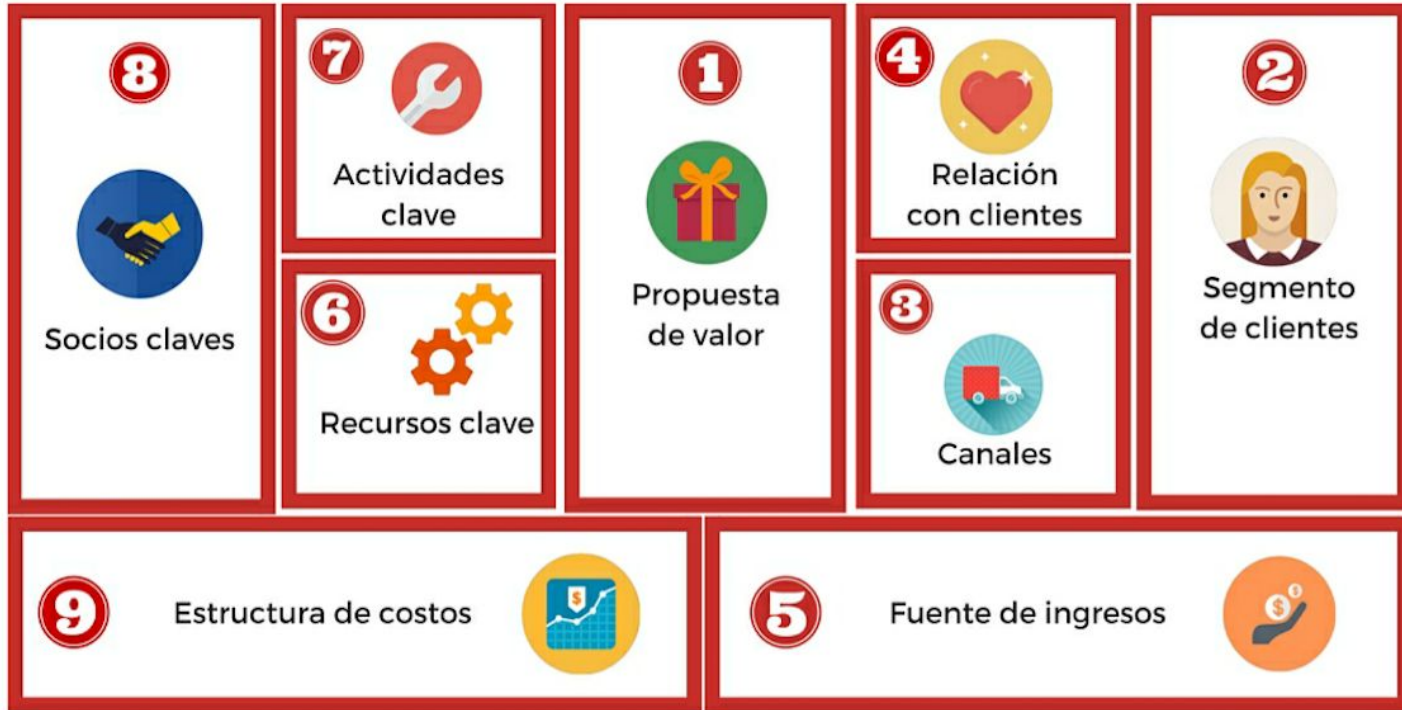 8
Socios claves
7
Actividades
clave
6
Recursos clave
1
Propuesta
de valor
4
Relación
con clientes
3
Canales
2
Segmento
de clientes
9
Estructura de costos
$
5
Fuente de ingresos
$ $